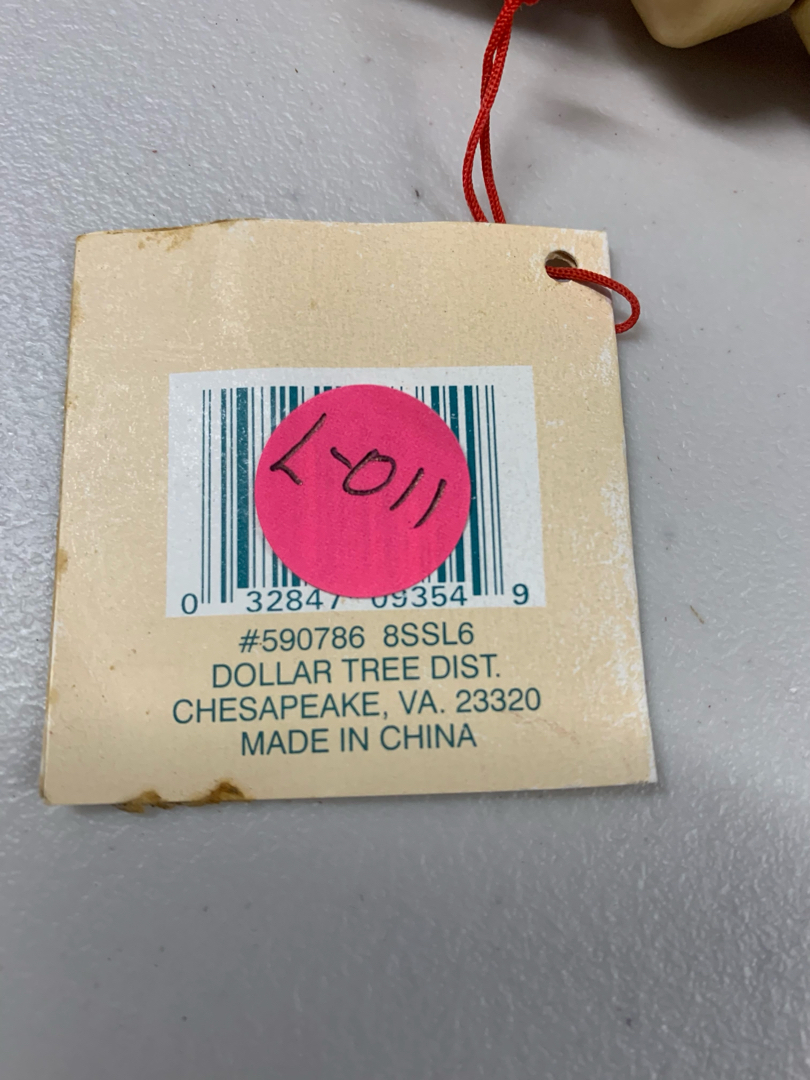 L-011
0 32847 09354 9
#590786 8SSL6
DOLLAR TREE DIST.
CHESAPEAKE, VA. 23320
MADE IN CHINA